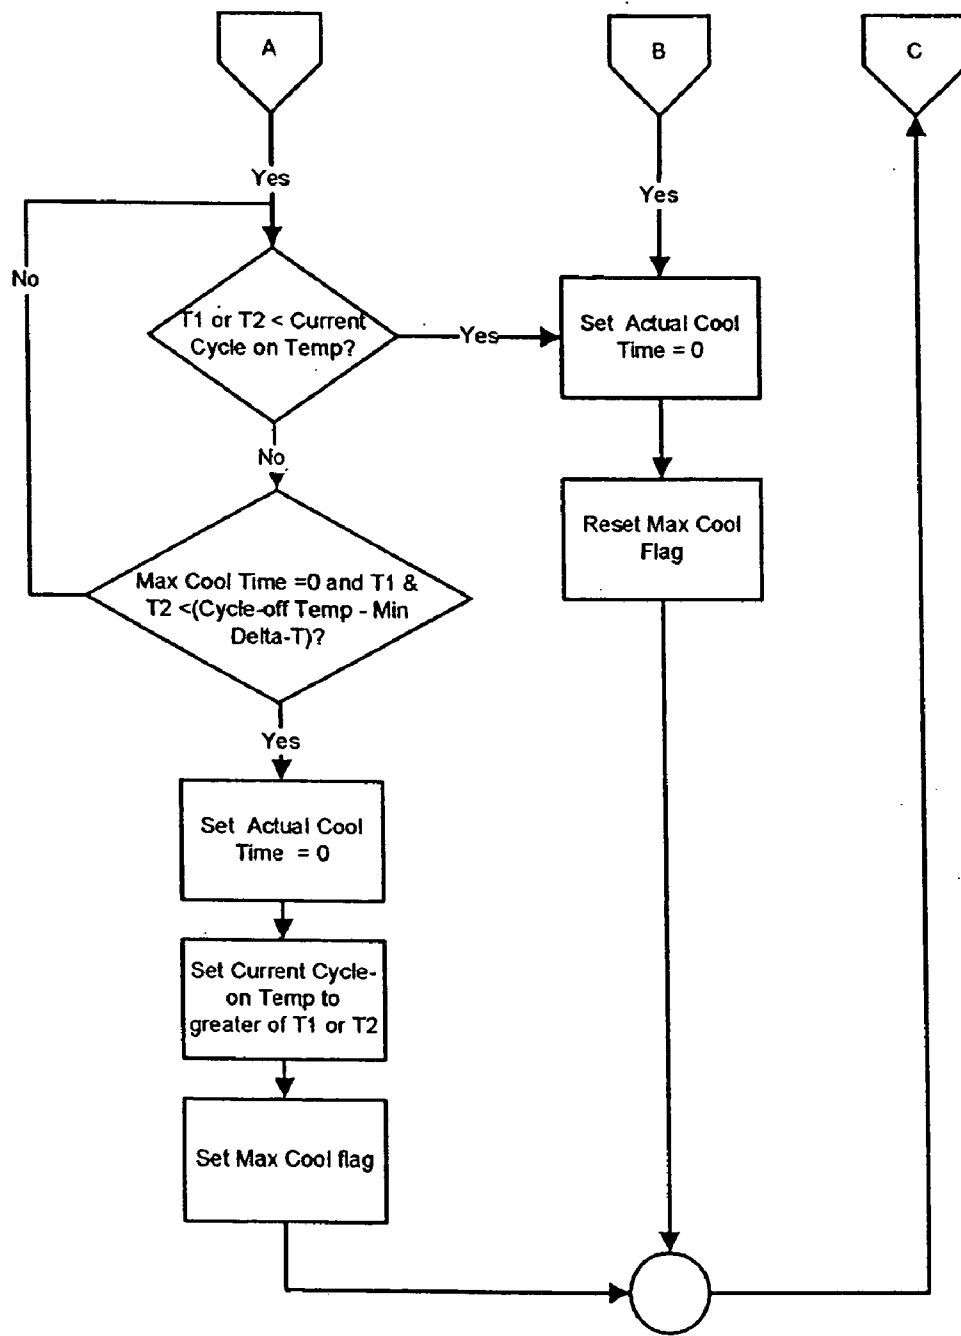 A
B
C
Yes
Yes
No
T1 or T2 < Current
Cycle on Temp?
Yes
Set Actual Cool
Time = 0
No
Reset Max Cool
Flag
Max Cool Time =0 and T1 &
T2 <(Cycle-off Temp - Min
Delta-T)?
Yes
Set Actual Cool
Time = 0
Set Current Cycle-
on Temp to
greater of T1 or T2
Set Max Cool flag